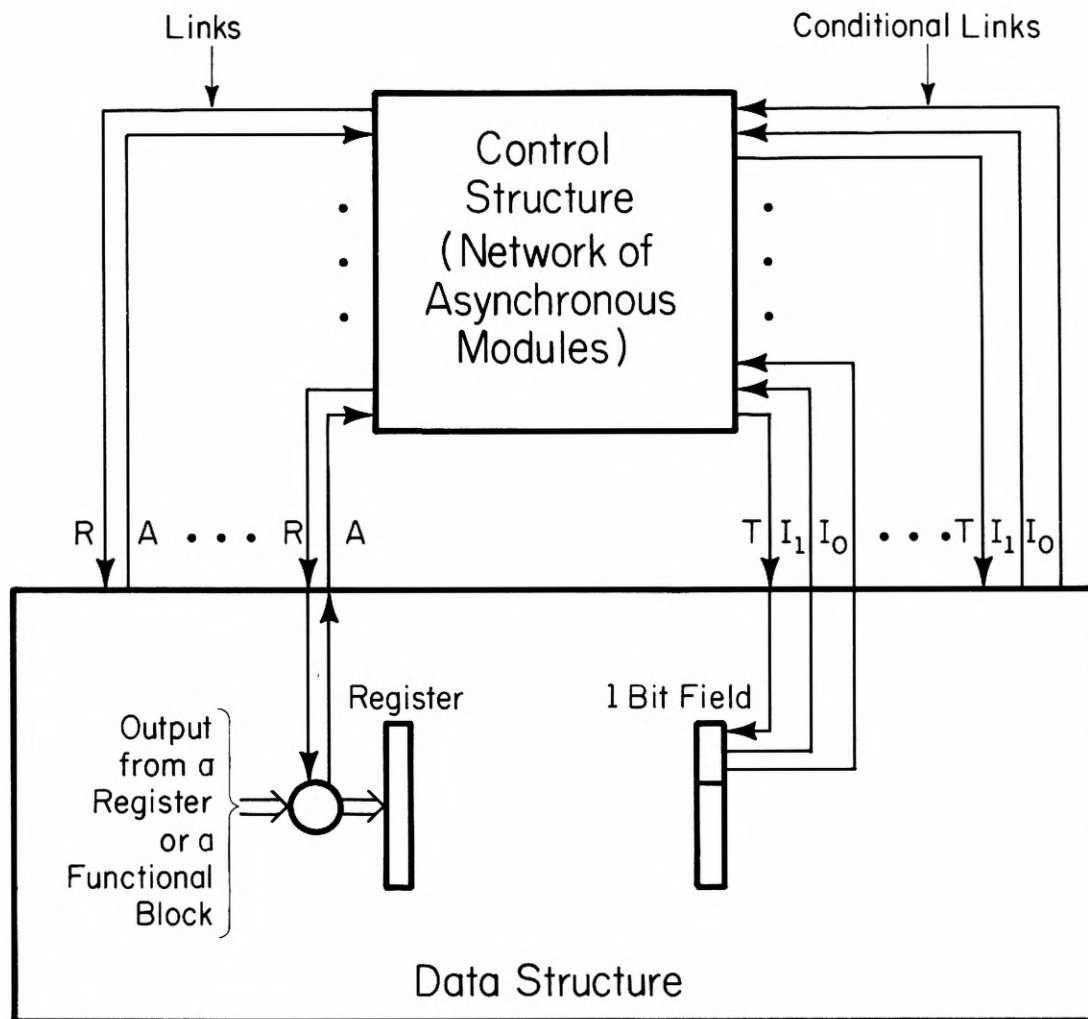 Links
Conditional Links
Control
Structure
(Network of
Asynchronous
Modules)
R A • • • R A T I₁ I₀ • • • T I₁ I₀
Register
1 Bit Field
Output
from a
Register
or a
Functional
Block
Data Structure